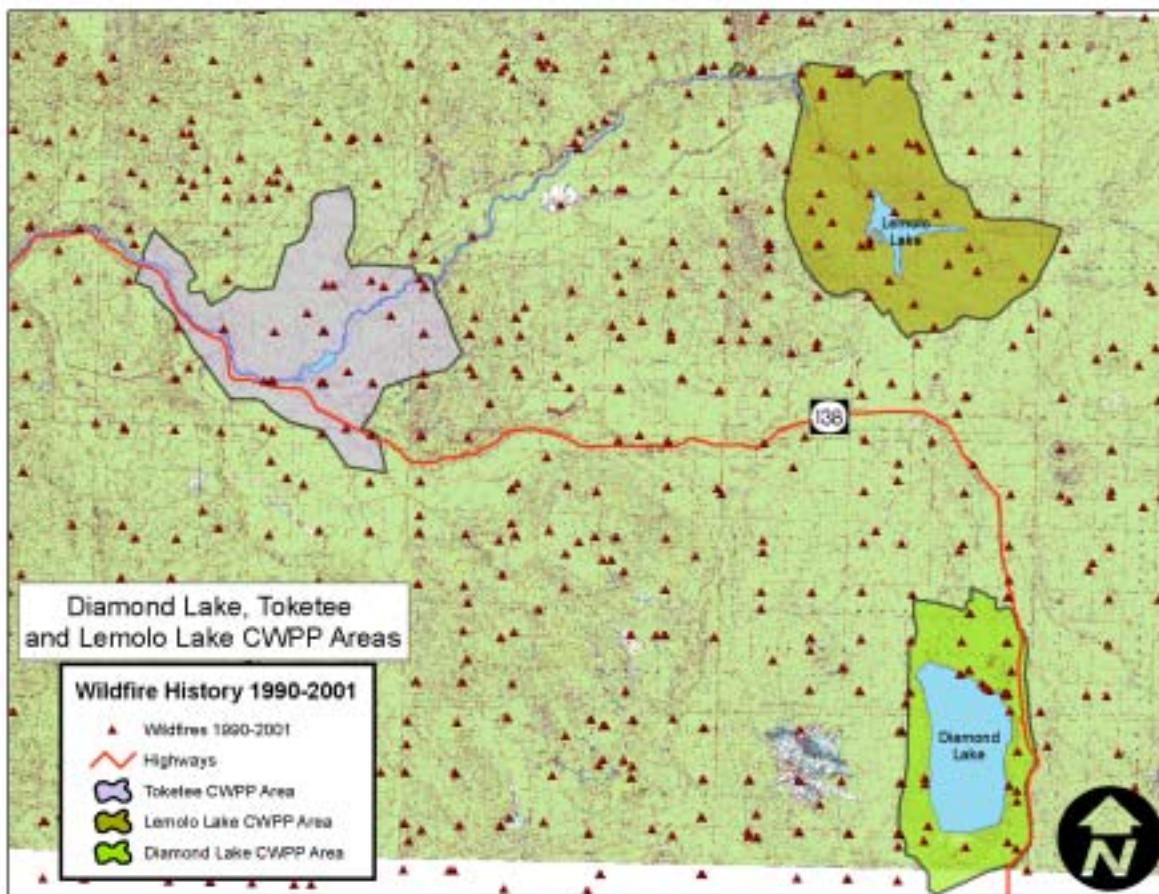 Lemolo
Lake
138
Diamond Lake, Toketee
and Lemolo Lake CWPP Areas
Wildfire History 1990-2001
Wildfires 1990-2001
Highways
Toketee CWPP Area
Lemolo Lake CWPP Area
Diamond Lake CWPP Area
Diamond
Lake
N